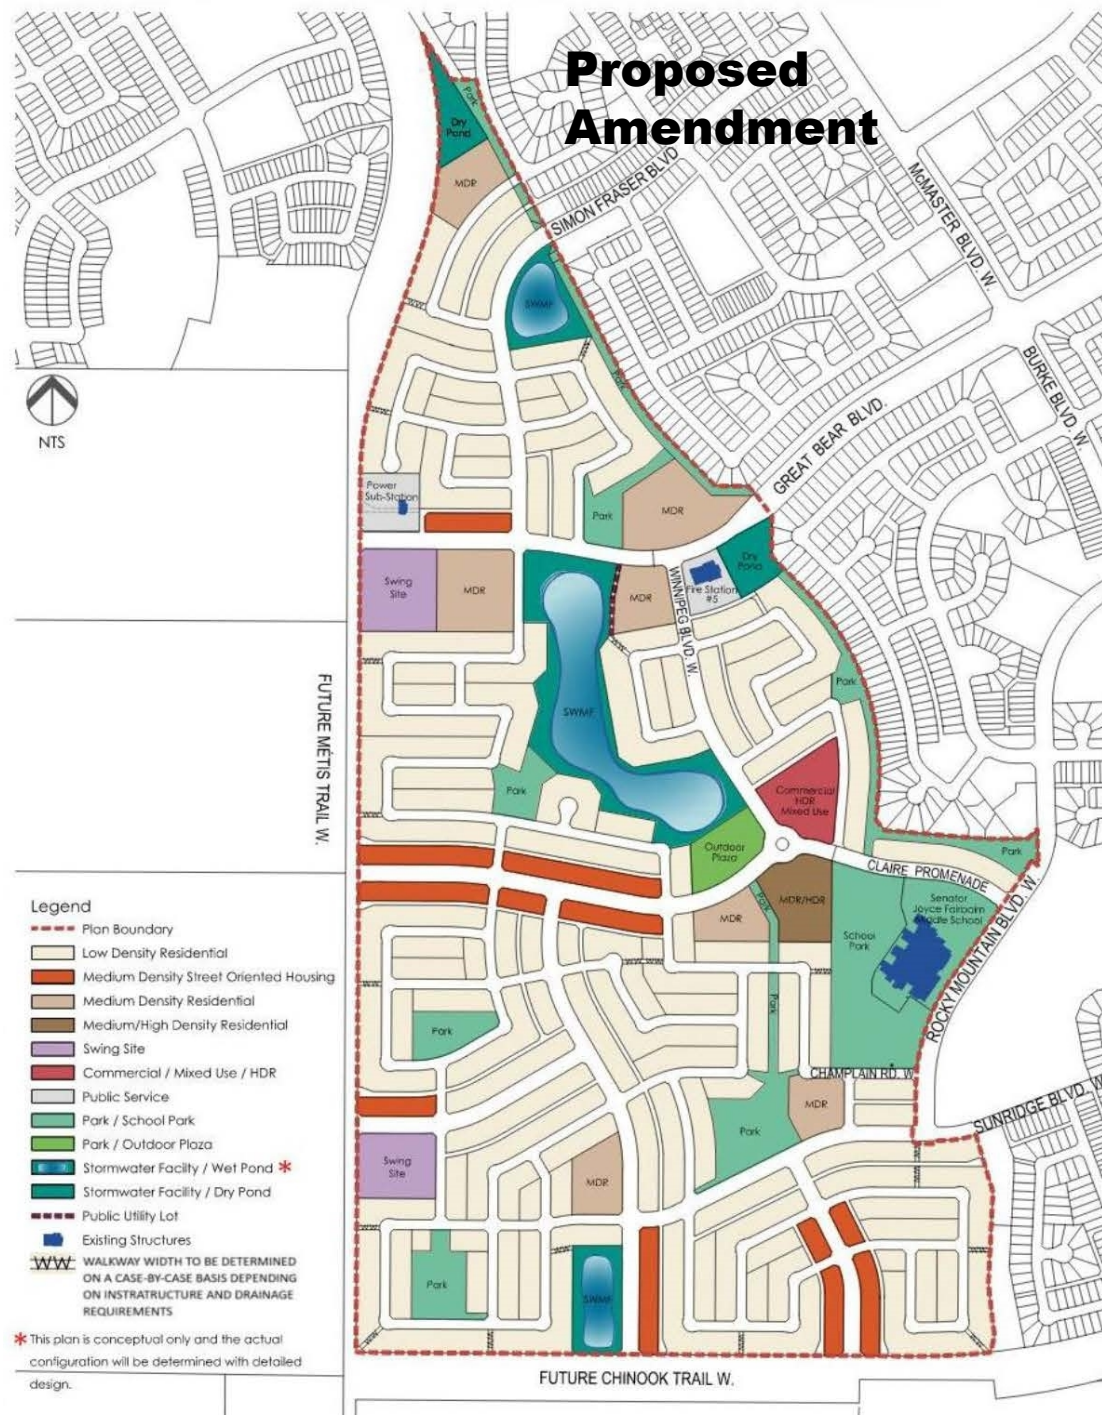 Proposed
Amendment
Park
Dry
Pond
MDR
SIMON FRASER BLVD
McMASTER BLVD. W.
SWMF
BURKE BLVD. W.
Park
NTS
GREAT BEAR BLVD.
Power
Sub-Station
Park
MDR
Dry
Pond
Swing
Site
MDR
MDR
WINNIPEG BLVD. W.
Fire Station
#5
Park
FUTURE MÉTIS TRAIL W.
SWMF
Park
Commercial
HDR
Mixed Use
Outdoor
Plaza
Park
CLAIRE PROMENADE
MDR
Park
MDR/HDR
School
Park
Senator
Joyce Fairbairn
Middle School
ROCKY MOUNTAIN BLVD. W.
Park
Park
CHAMPLAIN RD. W
MDR
SUNRIDGE BLVD. W.
Park
Swing
Site
MDR
Park
SWMF
FUTURE CHINOOK TRAIL W.
Legend
Plan Boundary
Low Density Residential
Medium Density Street Oriented Housing
Medium Density Residential
Medium/High Density Residential
Swing Site
Commercial / Mixed Use / HDR
Public Service
Park / School Park
Park / Outdoor Plaza
Stormwater Facility / Wet Pond *
Stormwater Facility / Dry Pond
Public Utility Lot
Existing Structures
WW WALKWAY WIDTH TO BE DETERMINED
ON A CASE-BY-CASE BASIS DEPENDING
ON INSTRATRUCTURE AND DRAINAGE
REQUIREMENTS
* This plan is conceptual only and the actual
configuration will be determined with detailed
design.